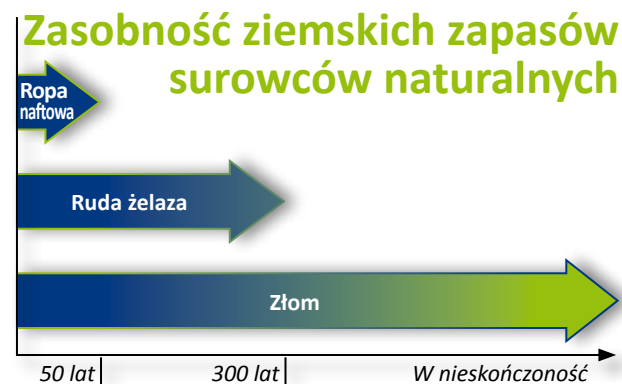 Zasobność ziemskich zapasów
surowców naturalnych
Ropa
naftowa
Ruda żelaza
Złom
50 lat
300 lat
W nieskończoność